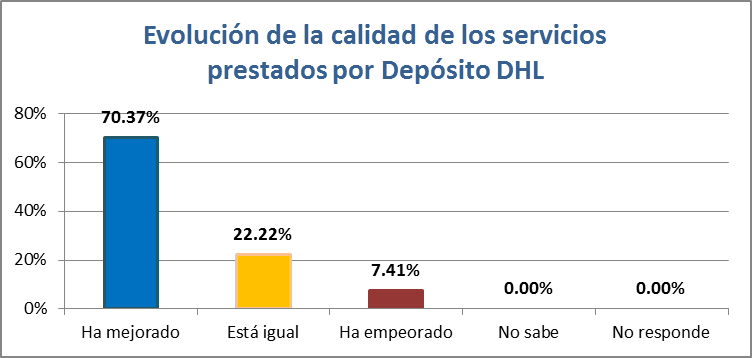 Evolución de la calidad de los servicios
prestados por Depósito DHL
80%
70.37%
60%
40%
22.22%
20%
7.41%
0.00%
0.00%
0%
Ha mejorado
Está igual
Ha empeorado
No sabe
No responde